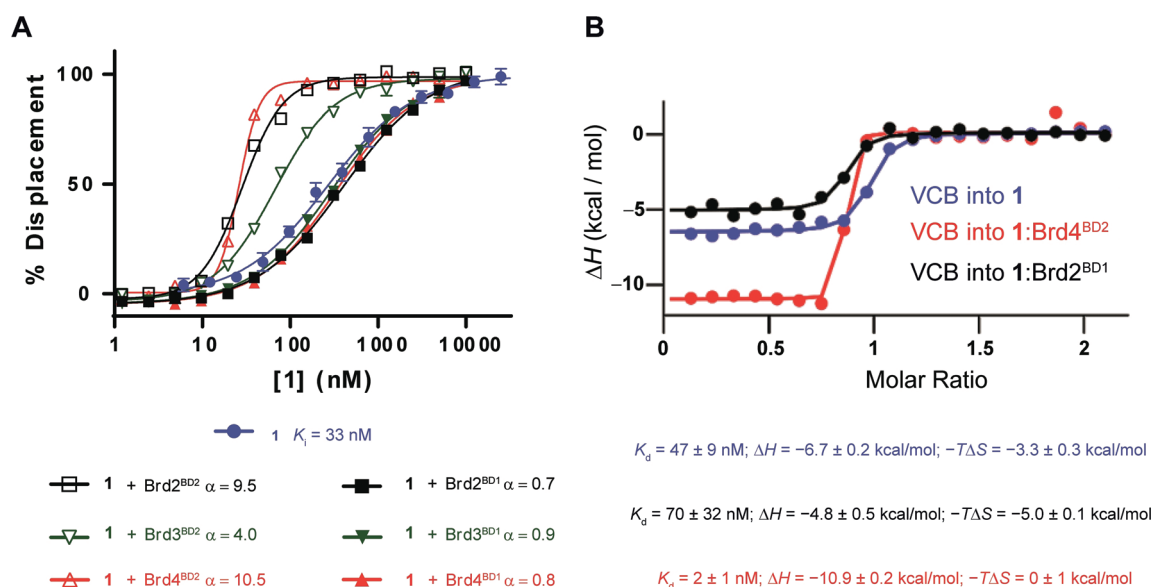 A
% Displacement
100
50
0
1
10
100
1000
10000
[1] (nM)
1 Ki = 33 nM
1 + Brd2BD2 α = 9.5
1 + Brd2BD1 α = 0.7
1 + Brd3BD2 α = 4.0
1 + Brd3BD1 α = 0.9
1 + Brd4BD2 α = 10.5
1 + Brd4BD1 α = 0.8
B
ΔH (kcal / mol)
0
−5
−10
VCB into 1
VCB into 1:Brd4BD2
VCB into 1:Brd2BD1
0
0.5
1
1.5
2
Molar Ratio
Kd = 47 ± 9 nM; ΔH = −6.7 ± 0.2 kcal/mol; −TΔS = −3.3 ± 0.3 kcal/mol
Kd = 70 ± 32 nM; ΔH = −4.8 ± 0.5 kcal/mol; −TΔS = −5.0 ± 0.1 kcal/mol
Kd = 2 ± 1 nM; ΔH = −10.9 ± 0.2 kcal/mol; −TΔS = 0 ± 1 kcal/mol